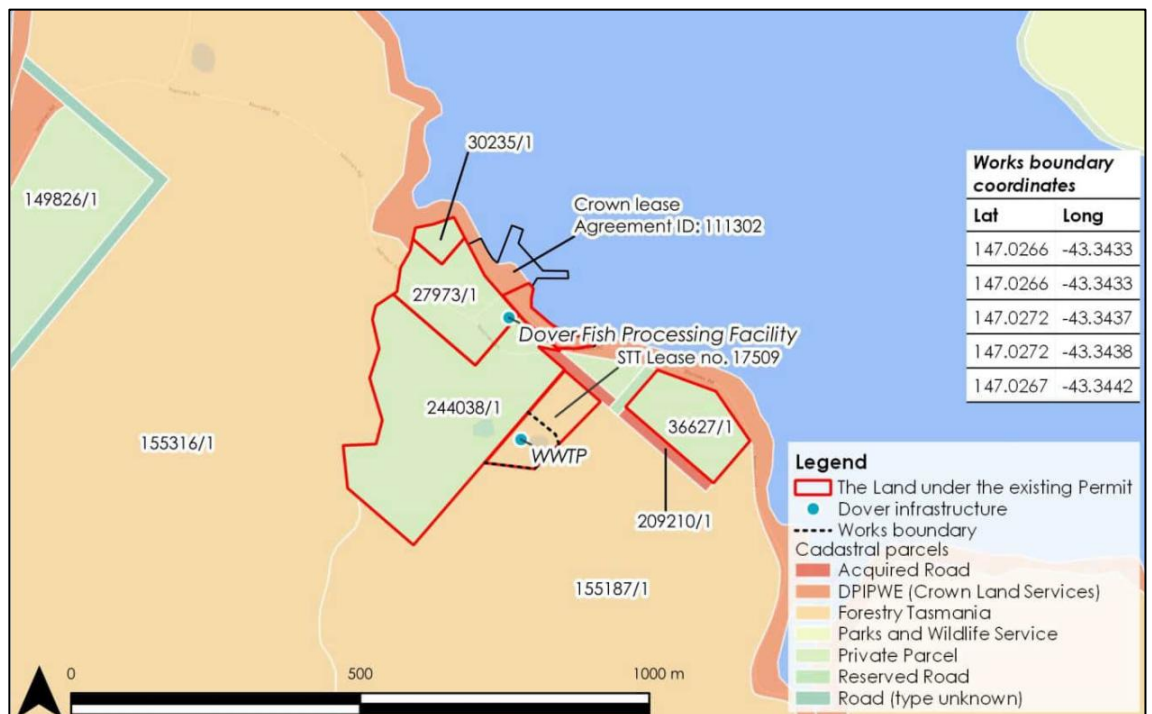 30235/1
149826/1
Crown lease
Agreement ID: 111302
27973/1
Dover Fish Processing Facility
STT Lease no. 17509
244038/1
36627/1
155316/1
WWTP
209210/1
155187/1
Works boundary
coordinates
Lat Long
147.0266 -43.3433
147.0266 -43.3433
147.0272 -43.3437
147.0272 -43.3438
147.0267 -43.3442
Legend
The Land under the existing Permit
Dover infrastructure
Works boundary
Cadastral parcels
Acquired Road
DPIPWE (Crown Land Services)
Forestry Tasmania
Parks and Wildlife Service
Private Parcel
Reserved Road
Road (type unknown)
0 500 1000 m